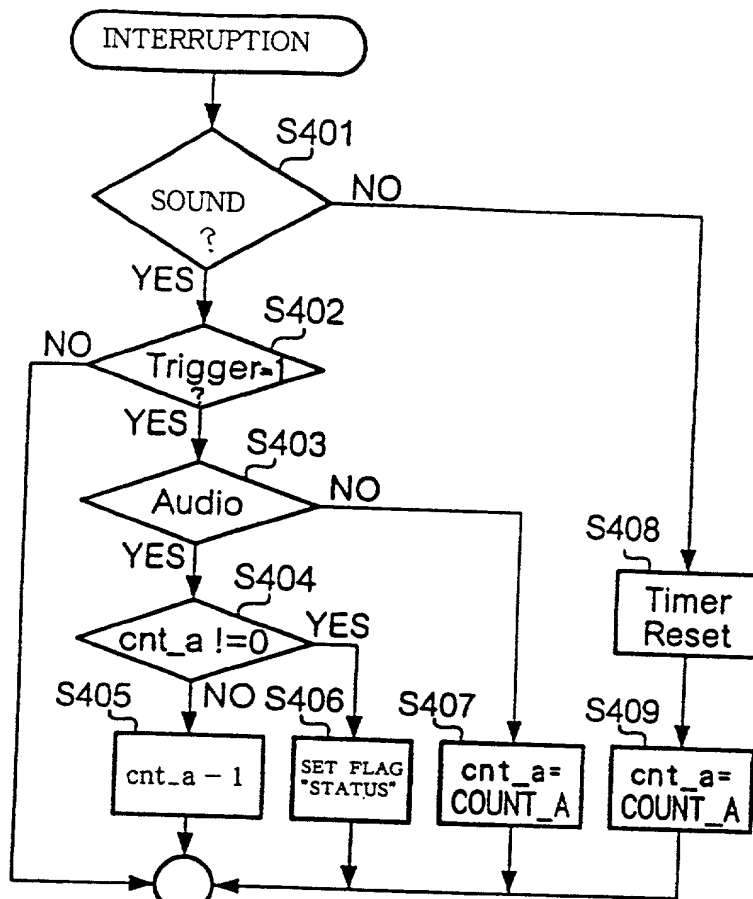 INTERRUPTION
S401
SOUND
?
NO
YES
S402
NO
Trigger=1
?
YES
S403
Audio
NO
YES
S404
cnt_a !=0
YES
NO
S408
Timer
Reset
S405
cnt_a - 1
S406
SET FLAG
"STATUS"
S407
cnt_a=
COUNT_A
S409
cnt_a=
COUNT_A